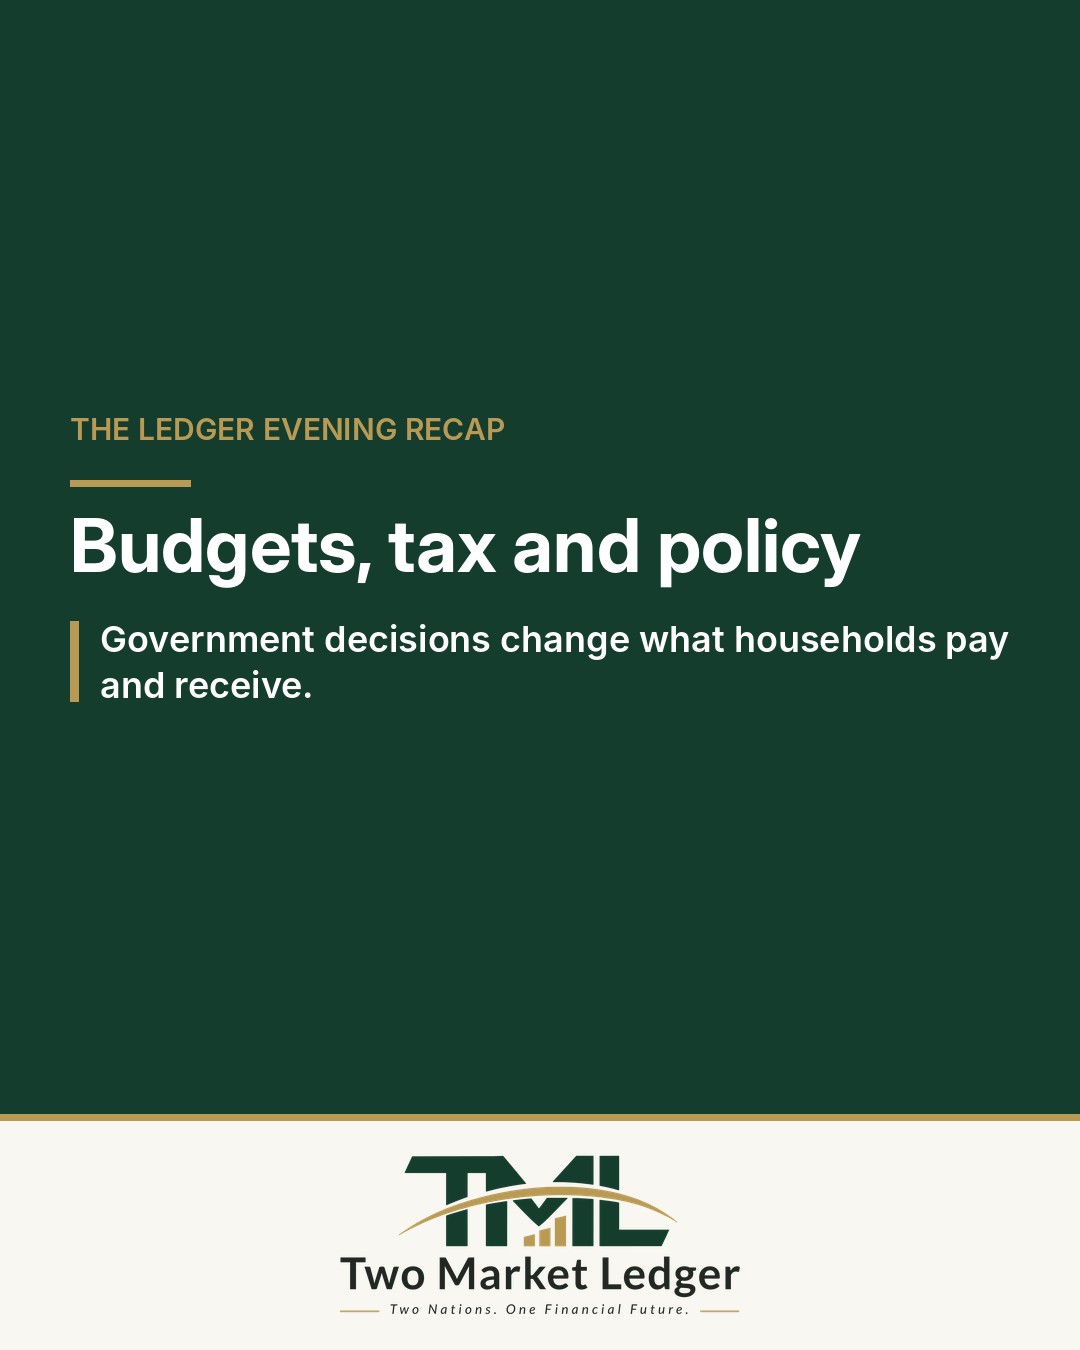 THE LEDGER EVENING RECAP
Budgets, tax and policy
Government decisions change what households pay
and receive.
TML
Two Market Ledger
Two Nations. One Financial Future.